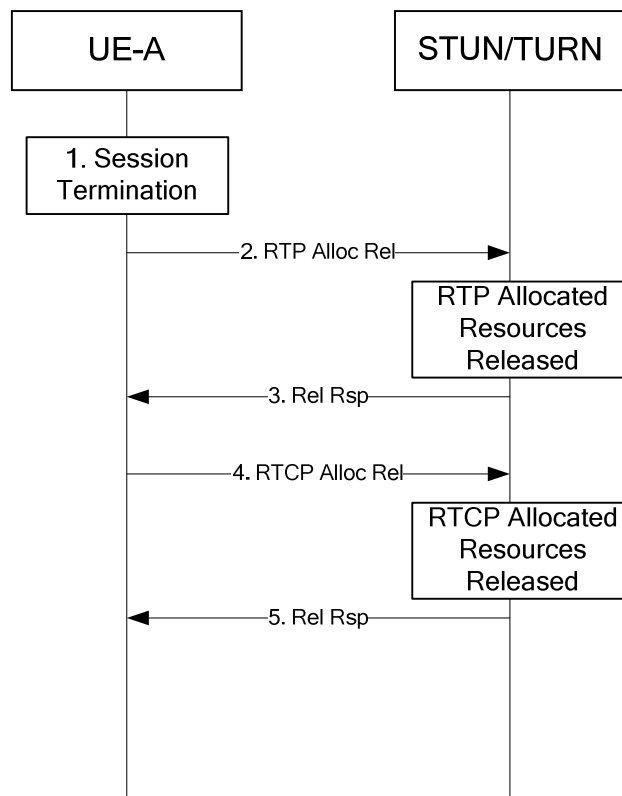 UE-A
STUN/TURN
1. Session
Termination
2. RTP Alloc Rel
RTP Allocated
Resources
Released
3. Rel Rsp
4. RTCP Alloc Rel
RTCP Allocated
Resources
Released
5. Rel Rsp